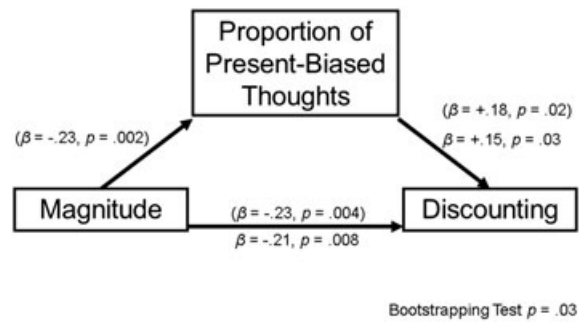 Proportion of
Present-Biased
Thoughts
(β = +.18, p = .02)
(β = -.23, p = .002)
β = +.15, p = .03
Magnitude
(β = -.23, p = .004)
Discounting
β = -.21, p = .008
Bootstrapping Test p = .03